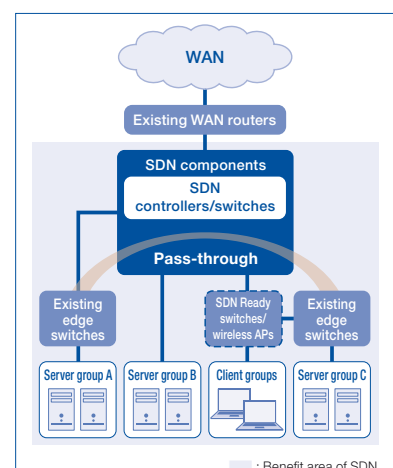 WAN
Existing WAN routers
SDN components
SDN
controllers/switches
Pass-through
Existing
edge
switches
SDN Ready
switches/
wireless APs
Existing
edge
switches
Server group A
Server group B
Client groups
Server group C
: Benefit area of SDN